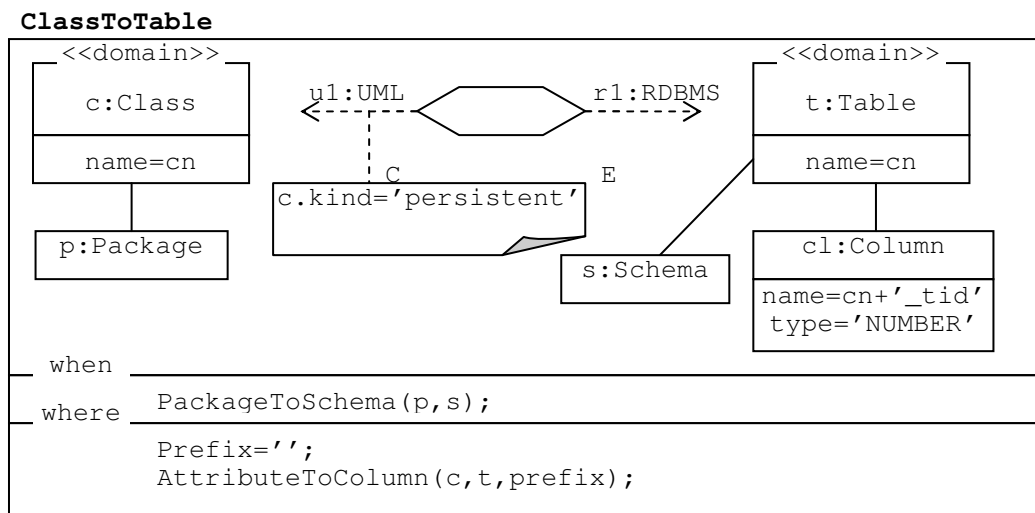 ClassToTable
<<domain>> <<domain>>
u1:UML r1:RDBMS
c:Class t:Table
name=cn name=cn
C E
c.kind=’persistent’
p:Package cl:Column
s:Schema
name=cn+’_tid’
type=’NUMBER’
when
PackageToSchema(p,s);
where
Prefix=’’;
AttributeToColumn(c,t,prefix);